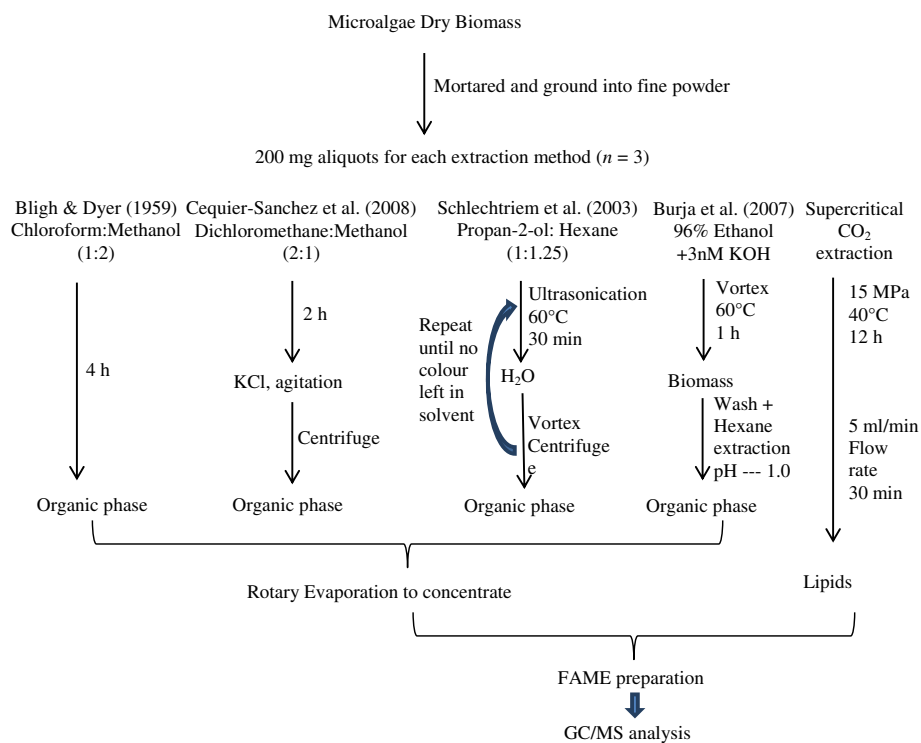 Microalgae Dry Biomass
Mortared and ground into fine powder
200 mg aliquots for each extraction method (n = 3)
Bligh & Dyer (1959)
Chloroform:Methanol
(1:2)
4 h
Organic phase
Cequier-Sanchez et al. (2008)
Dichloromethane:Methanol
(2:1)
2 h
KCl, agitation
Centrifuge
Organic phase
Schlechtriem et al. (2003)
Propan-2-ol: Hexane
(1:1.25)
Ultrasonication
60°C
30 min
Repeat
until no
colour
left in
solvent
H₂O
Vortex
Centrifuge
e
Organic phase
Burja et al. (2007)
96% Ethanol
+3nM KOH
Vortex
60°C
1 h
Biomass
Wash +
Hexane
extraction
pH --- 1.0
Organic phase
Supercritical
CO₂
extraction
15 MPa
40°C
12 h
5 ml/min
Flow
rate
30 min
Lipids
Rotary Evaporation to concentrate
FAME preparation
GC/MS analysis